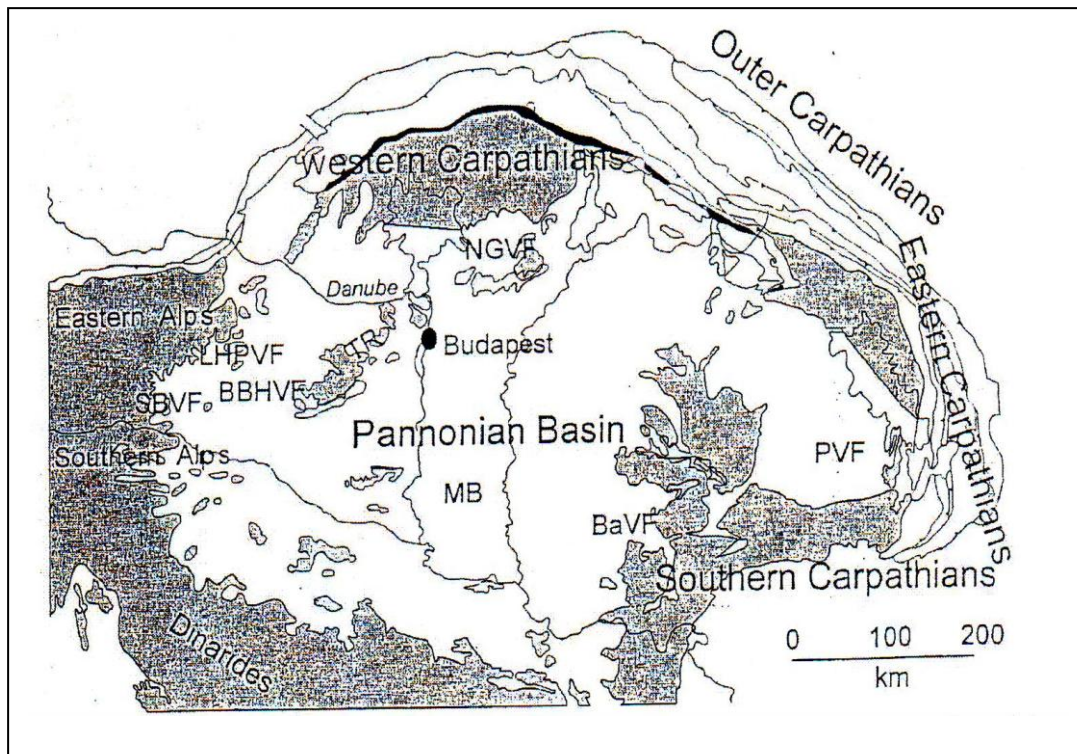 Outer Carpathians
Western Carpathians
NGVF
Danube
Eastern Alps
TR
Budapest
LHPVF
BBHVF
SBVF
Eastern Carpathians
Pannonian Basin
Southern Alps
PVF
MB
BaVF
Southern Carpathians
Dinarides
0 100 200
km